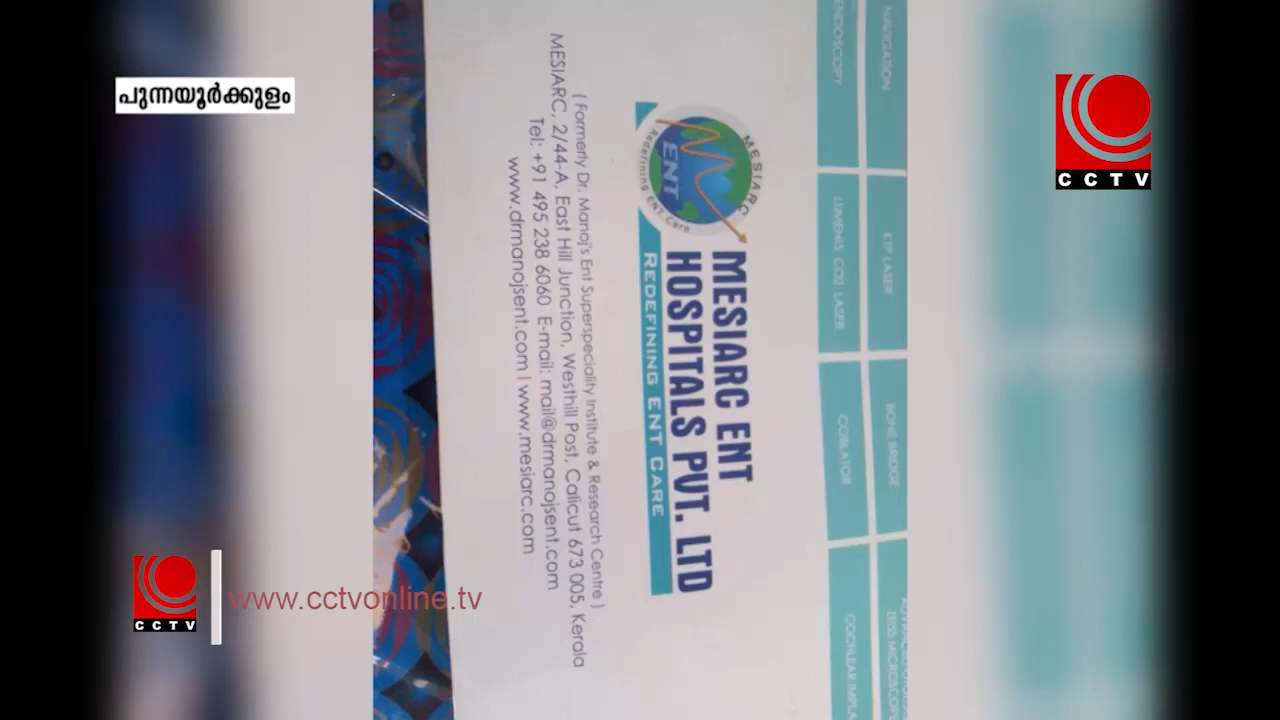 പുന്നയൂർക്കുളം
CCTV
NAVIGATION
KTP LASER
BONE BRIDGE
ENDOSCOPY
LUMENIS CO2 LASER
COBLATOR
COCHLEAR
ZEISS
MESIARC
ENT
Redefining ENT Care
MESIARC ENT
HOSPITALS PVT. LTD
REDEFINING ENT CARE
( Formerly Dr. Manoj's Ent Superspeciality Institute & Research Centre )
MESIARC, 2/44-A, East Hill Junction, Westhill Post, Calicut 673 005, Kerala
Tel: +91 495 238 6060 E-mail: mail@drmanojsent.com
www.drmanojsent.com | www.mesiarc.com
CCTV
www.cctvonline.tv